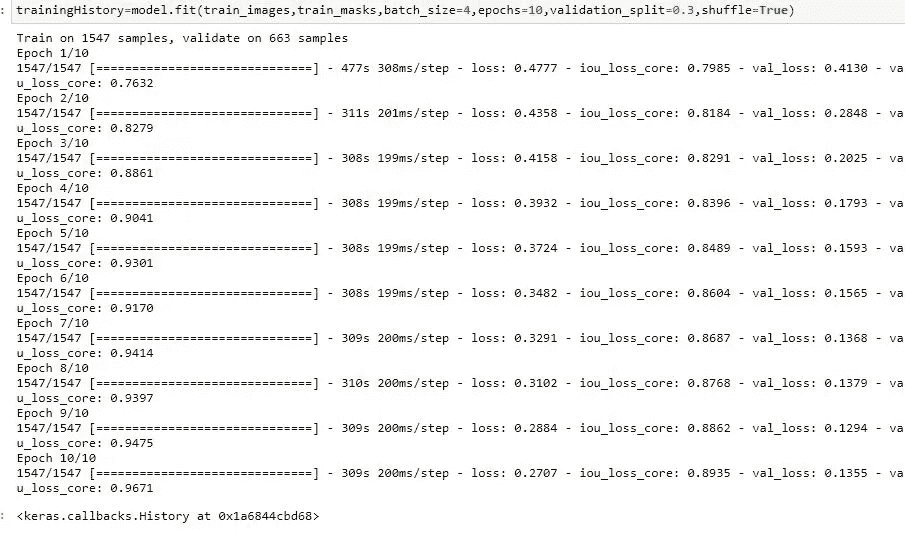 : trainingHistory=model.fit(train_images,train_masks,batch_size=4,epochs=10,validation_split=0.3,shuffle=True)
Train on 1547 samples, validate on 663 samples
Epoch 1/10
1547/1547 [==============================] - 477s 308ms/step - loss: 0.4777 - iou_loss_core: 0.7985 - val_loss: 0.4130 - va
u_loss_core: 0.7632
Epoch 2/10
1547/1547 [==============================] - 311s 201ms/step - loss: 0.4358 - iou_loss_core: 0.8184 - val_loss: 0.2848 - va
u_loss_core: 0.8279
Epoch 3/10
1547/1547 [==============================] - 308s 199ms/step - loss: 0.4158 - iou_loss_core: 0.8291 - val_loss: 0.2025 - va
u_loss_core: 0.8861
Epoch 4/10
1547/1547 [==============================] - 308s 199ms/step - loss: 0.3932 - iou_loss_core: 0.8396 - val_loss: 0.1793 - va
u_loss_core: 0.9041
Epoch 5/10
1547/1547 [==============================] - 308s 199ms/step - loss: 0.3724 - iou_loss_core: 0.8489 - val_loss: 0.1593 - va
u_loss_core: 0.9301
Epoch 6/10
1547/1547 [==============================] - 308s 199ms/step - loss: 0.3482 - iou_loss_core: 0.8604 - val_loss: 0.1565 - va
u_loss_core: 0.9170
Epoch 7/10
1547/1547 [==============================] - 309s 200ms/step - loss: 0.3291 - iou_loss_core: 0.8687 - val_loss: 0.1368 - va
u_loss_core: 0.9414
Epoch 8/10
1547/1547 [==============================] - 310s 200ms/step - loss: 0.3102 - iou_loss_core: 0.8768 - val_loss: 0.1379 - va
u_loss_core: 0.9397
Epoch 9/10
1547/1547 [==============================] - 309s 200ms/step - loss: 0.2884 - iou_loss_core: 0.8862 - val_loss: 0.1294 - va
u_loss_core: 0.9475
Epoch 10/10
1547/1547 [==============================] - 309s 200ms/step - loss: 0.2707 - iou_loss_core: 0.8935 - val_loss: 0.1355 - va
u_loss_core: 0.9671
: <keras.callbacks.History at 0x1a6844cbd68>